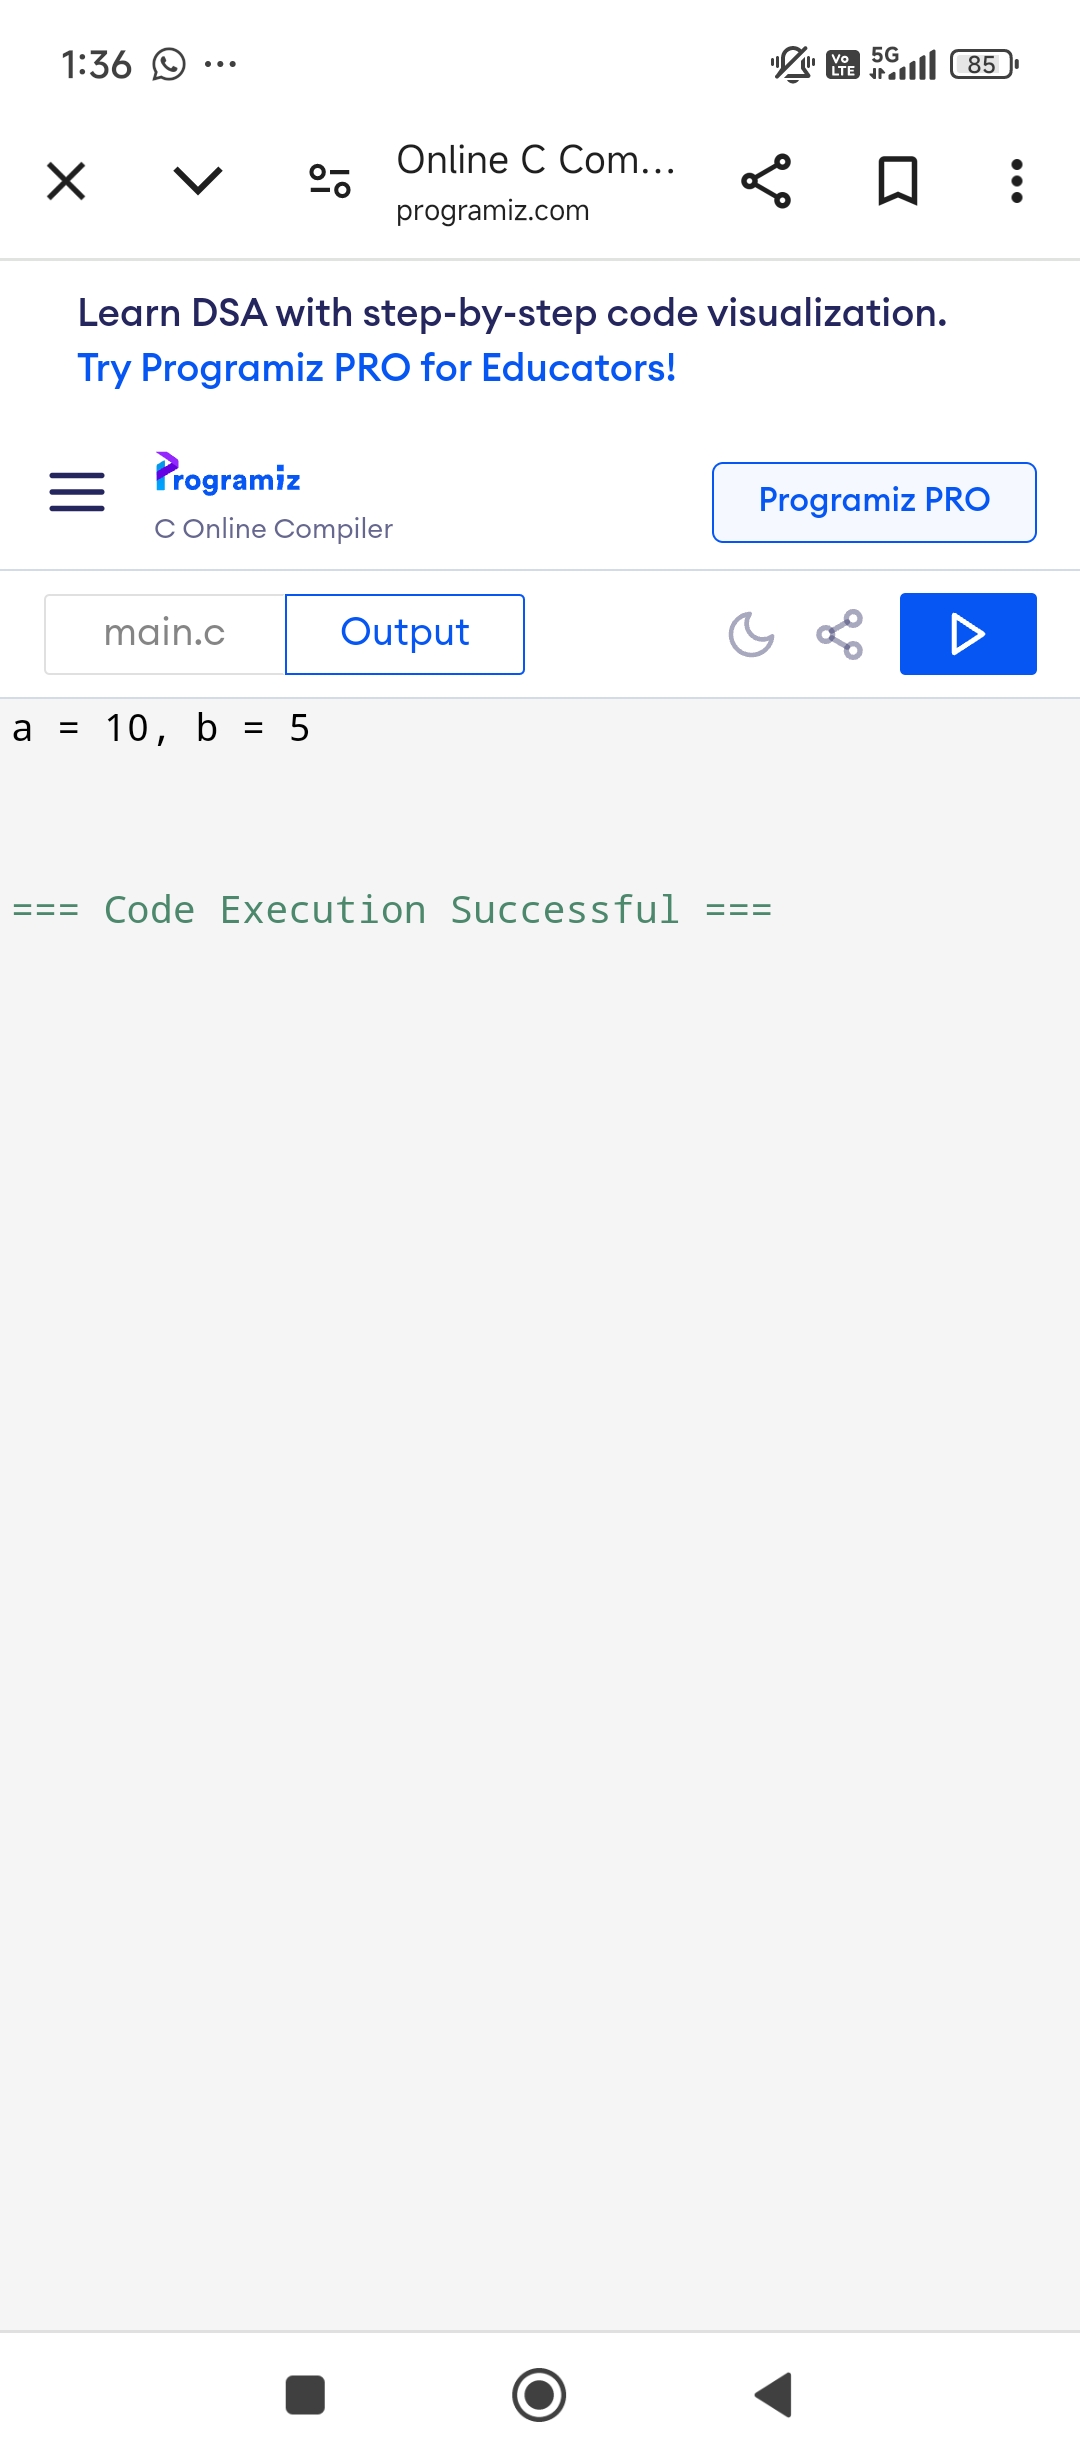 1:36
Vo LTE 5G 85
Online C Com...
programiz.com
Learn DSA with step-by-step code visualization.
Try Programiz PRO for Educators!
Programiz
C Online Compiler
Programiz PRO
main.c
Output
a = 10, b = 5
=== Code Execution Successful ===